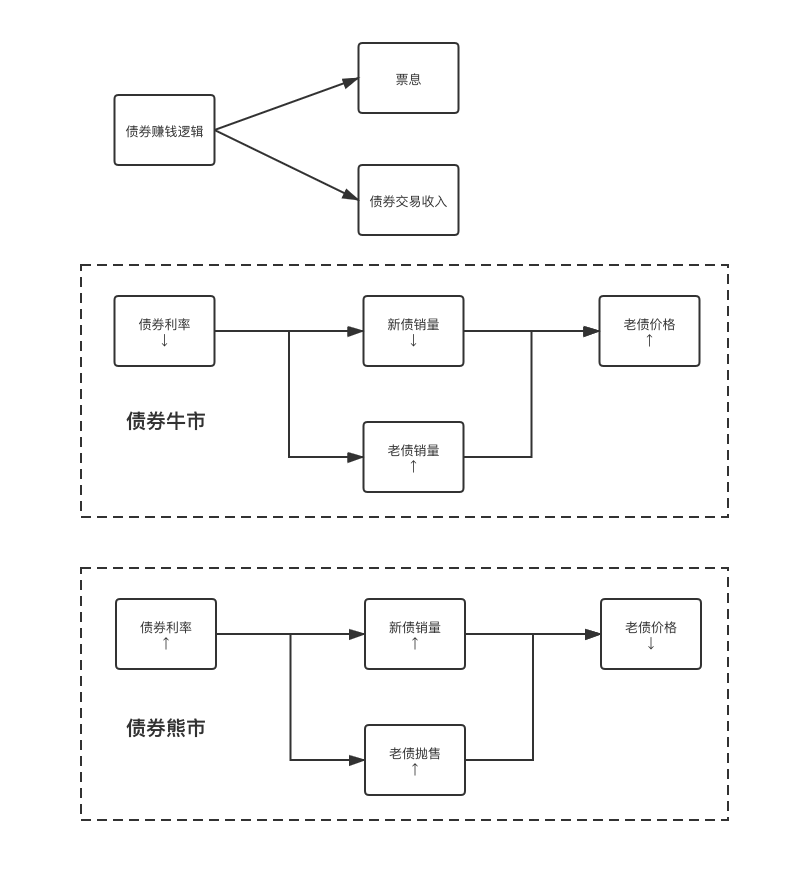 票息
债券赚钱逻辑
债券交易收入
债券利率
↓
新债销量
↓
老债价格
↑
债券牛市
老债销量
↑
债券利率
↑
新债销量
↑
老债价格
↓
债券熊市
老债抛售
↑